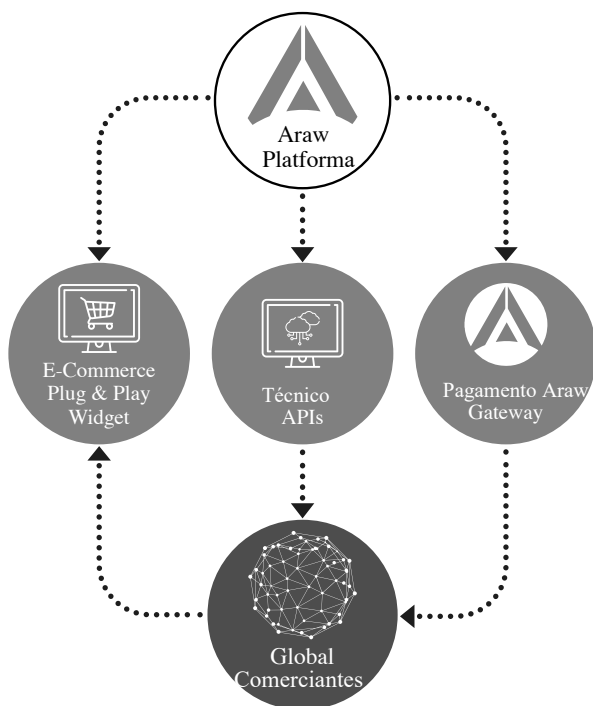 Araw
Platforma
E-Commerce
Plug & Play
Widget
Técnico
APIs
Pagamento Araw
Gateway
Global
Comerciantes